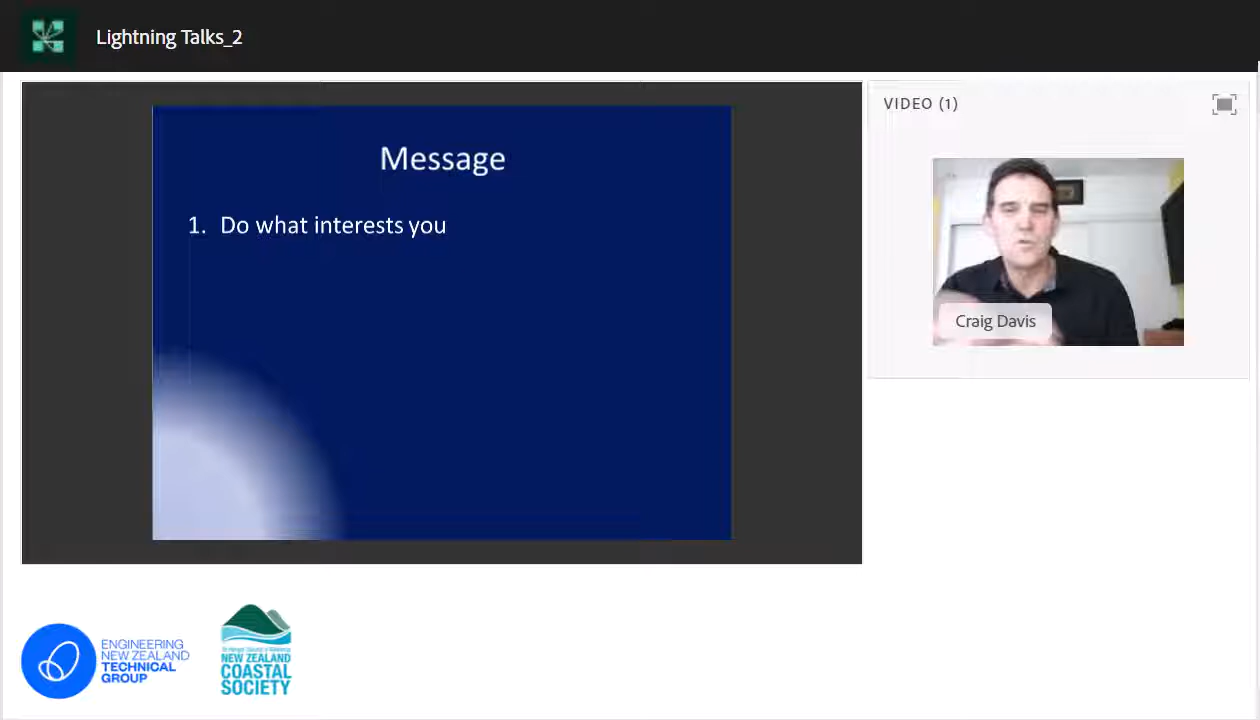 Lightning Talks_2
Message
1. Do what interests you
VIDEO (1)
Craig Davis
ENGINEERING
NEW ZEALAND
TECHNICAL
GROUP
NEW ZEALAND
COASTAL
SOCIETY